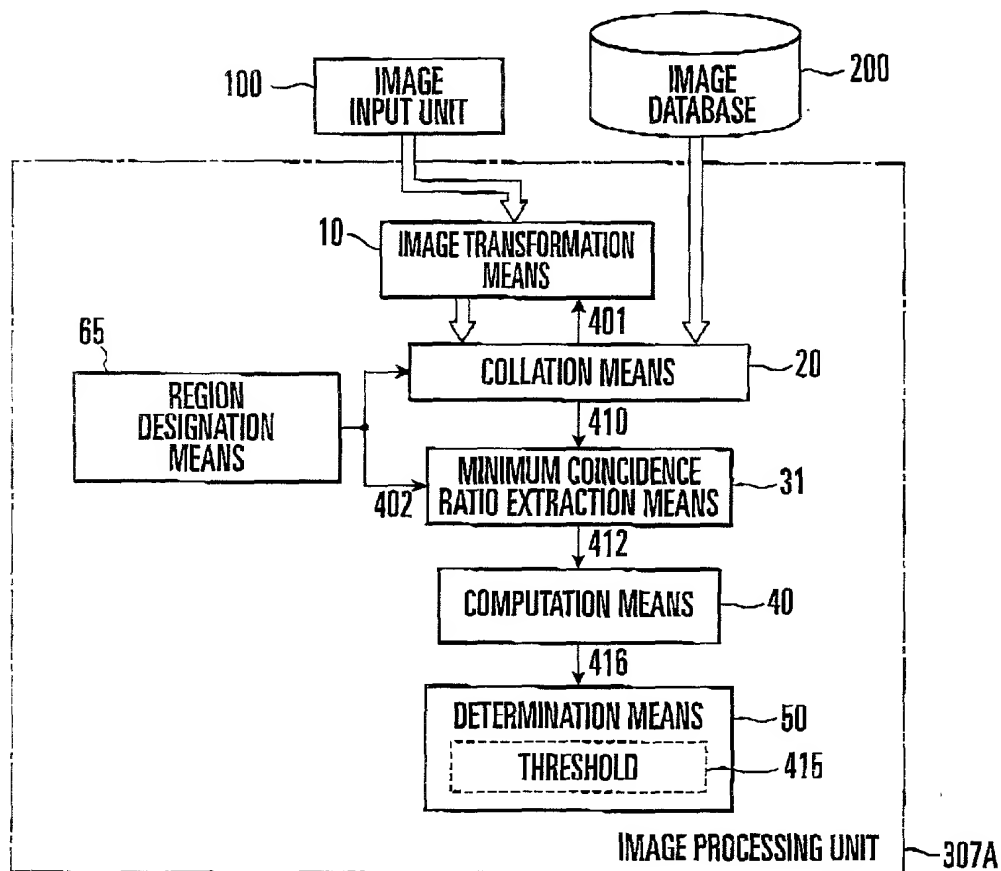 100
IMAGE
INPUT UNIT
IMAGE
DATABASE
200
10
IMAGE TRANSFORMATION
MEANS
401
65
REGION
DESIGNATION
MEANS
COLLATION MEANS
20
410
402
MINIMUM COINCIDENCE
RATIO EXTRACTION MEANS
31
412
COMPUTATION MEANS
40
416
DETERMINATION MEANS
50
THRESHOLD
415
IMAGE PROCESSING UNIT
307A